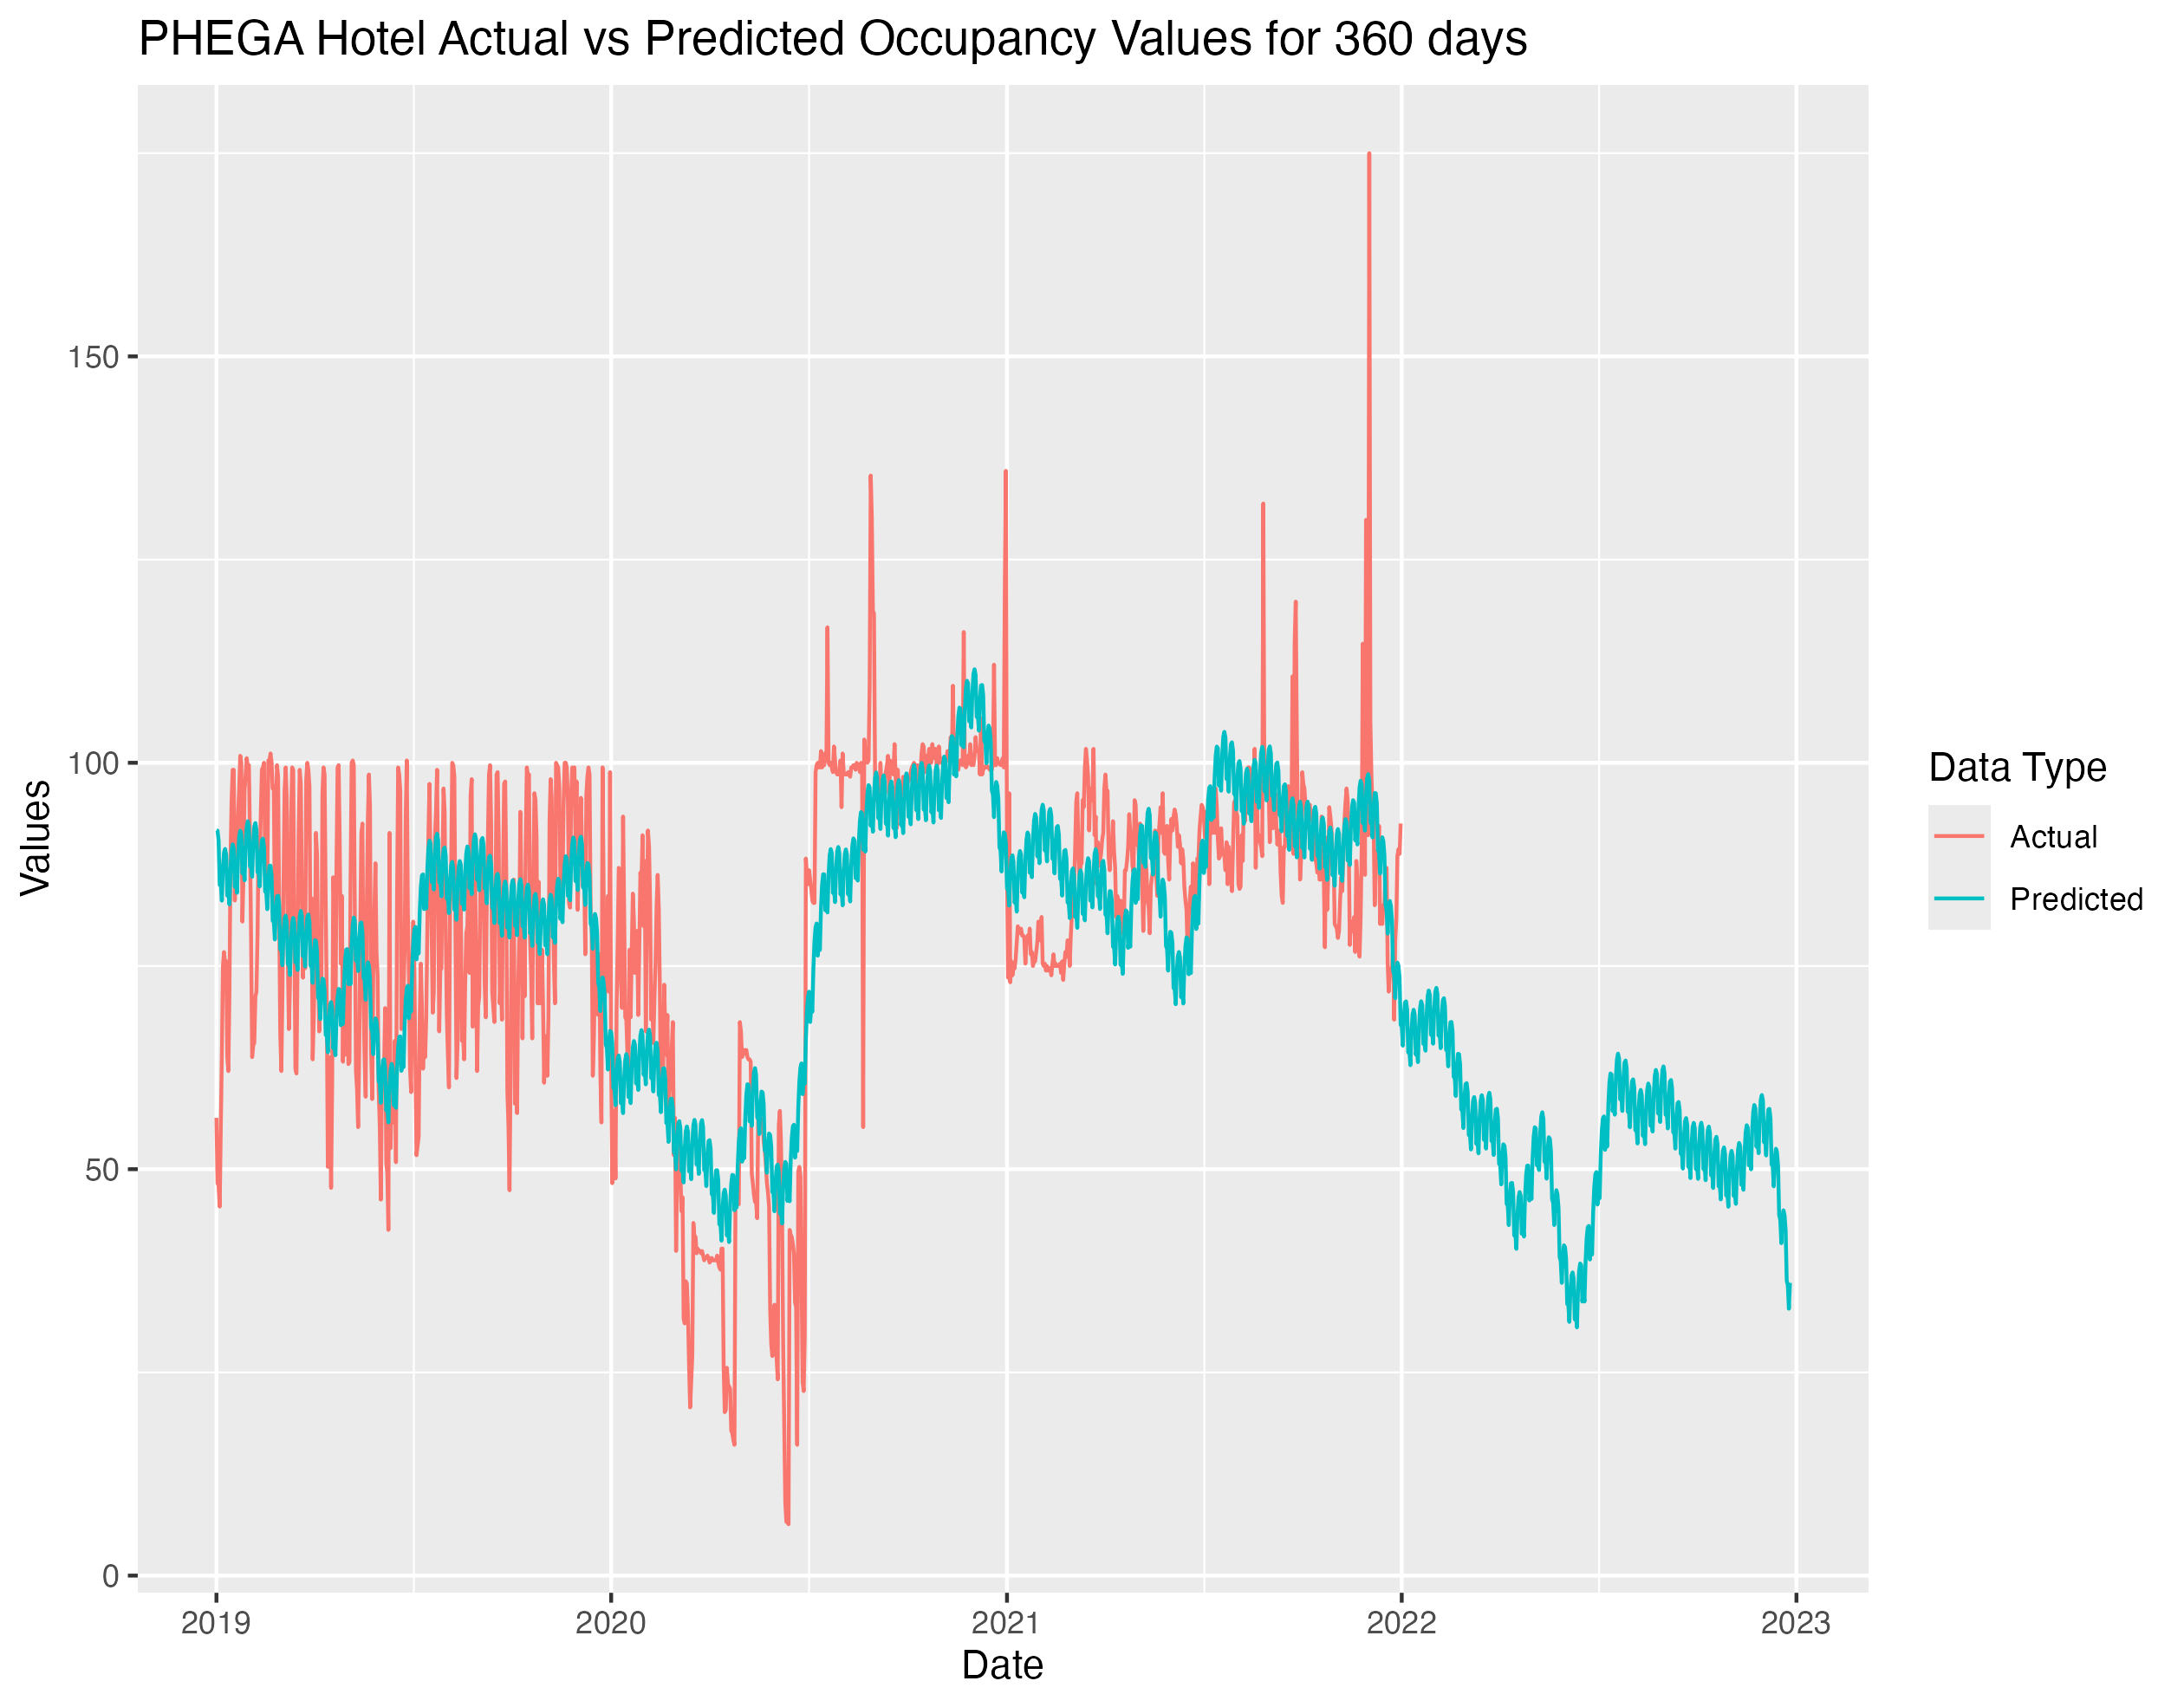 PHEGA Hotel Actual vs Predicted Occupancy Values for 360 days
Values
150
100
50
0
2019 2020 2021 2022 2023
Date
Data Type
Actual
Predicted